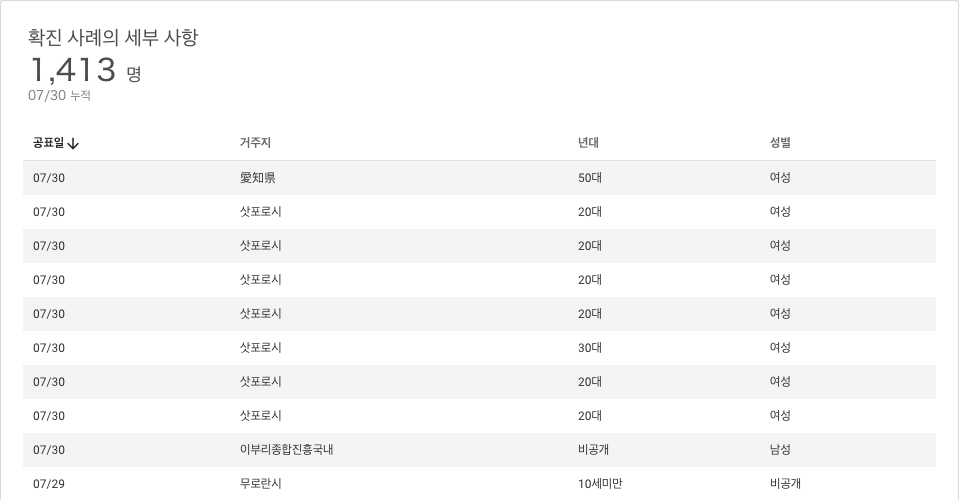 확진 사례의 세부 사항
1,413 명
07/30 누적
공표일 거주지 년대 성별
07/30 愛知県 50대 여성
07/30 삿포로시 20대 여성
07/30 삿포로시 20대 여성
07/30 삿포로시 20대 여성
07/30 삿포로시 20대 여성
07/30 삿포로시 30대 여성
07/30 삿포로시 20대 여성
07/30 삿포로시 20대 여성
07/30 이부리종합진흥국내 비공개 남성
07/29 무로란시 10세미만 비공개